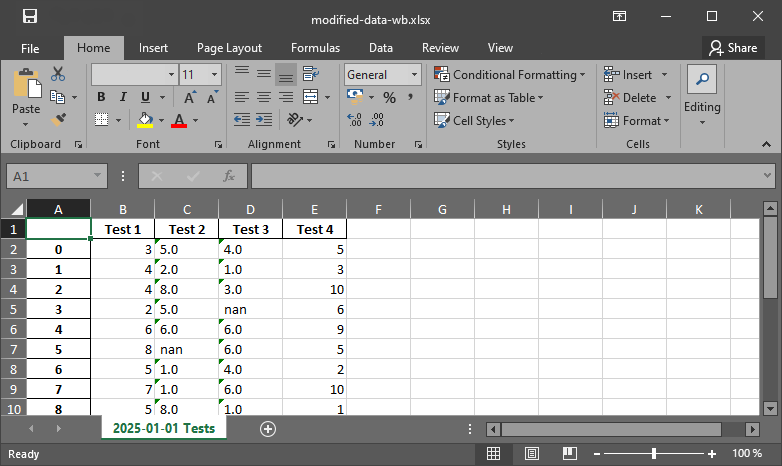 modified-data-wb.xlsx
File Home Insert Page Layout Formulas Data Review View Share
11 General Conditional Formatting Insert
Paste B I U A A % , Format as Table Delete Editing
A .00 .0 Cell Styles Format
Clipboard Font Alignment Number Styles Cells
A1 fx
A B C D E F G H I J K
1 Test 1 Test 2 Test 3 Test 4
2 0 3 5.0 4.0 5
3 1 4 2.0 1.0 3
4 2 4 8.0 3.0 10
5 3 2 5.0 nan 6
6 4 6 6.0 6.0 9
7 5 8 nan 6.0 5
8 6 5 1.0 4.0 2
9 7 7 1.0 6.0 10
10 8 5 8.0 1.0 1
2025-01-01 Tests
Ready 100 %